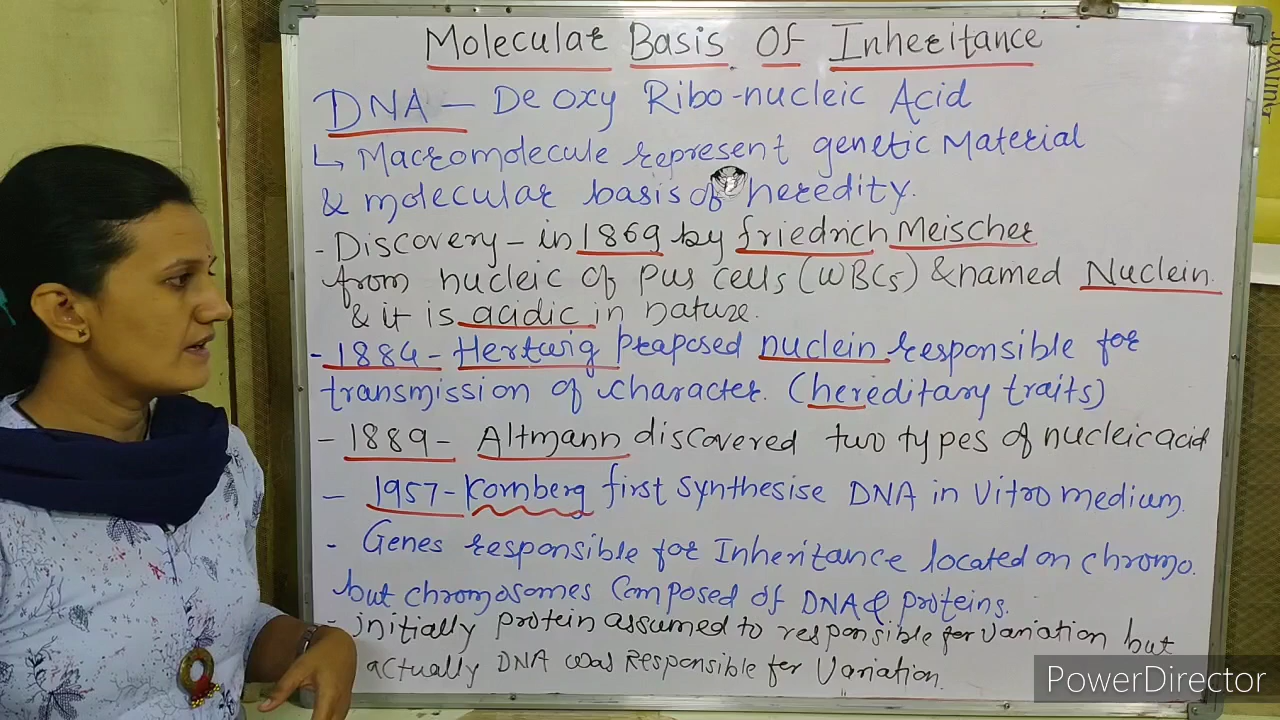 Molecular Basis Of Inheritance
DNA - De oxy Ribo-nucleic Acid
↳ Macromolecule represent genetic Material
& molecular basis of heredity.
- Discovery - in 1869 by friedrich Meischer
from nucleic of pus cells (WBCs) & named Nuclein.
& it is acidic in nature.
- 1884 - Hertwig proposed nuclein responsible for
transmission of character. (hereditary traits)
- 1889 - Altmann discovered two types of nucleic acid
- 1957 - Kornberg first synthesise DNA in Vitro medium.
- Genes responsible for Inheritance located on chromo.
but chromosomes Composed of DNA & proteins.
- initially protein assumed to responsible for variation but
actually DNA was Responsible for Variation.
PowerDirector